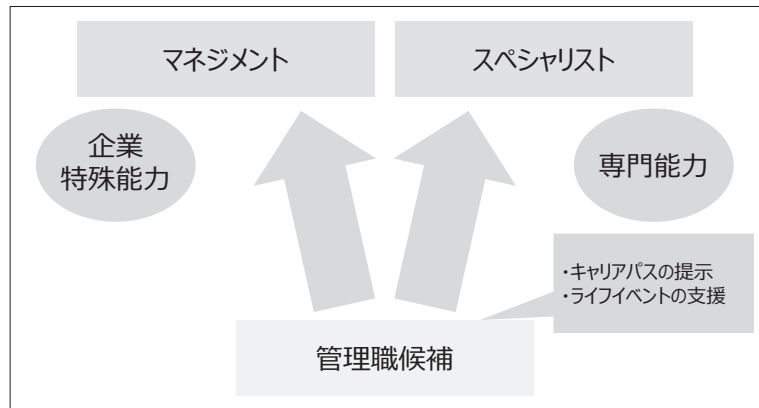 マネジメント
スペシャリスト
企業
特殊能力
専門能力
・キャリアパスの提示
・ライフイベントの支援
管理職候補